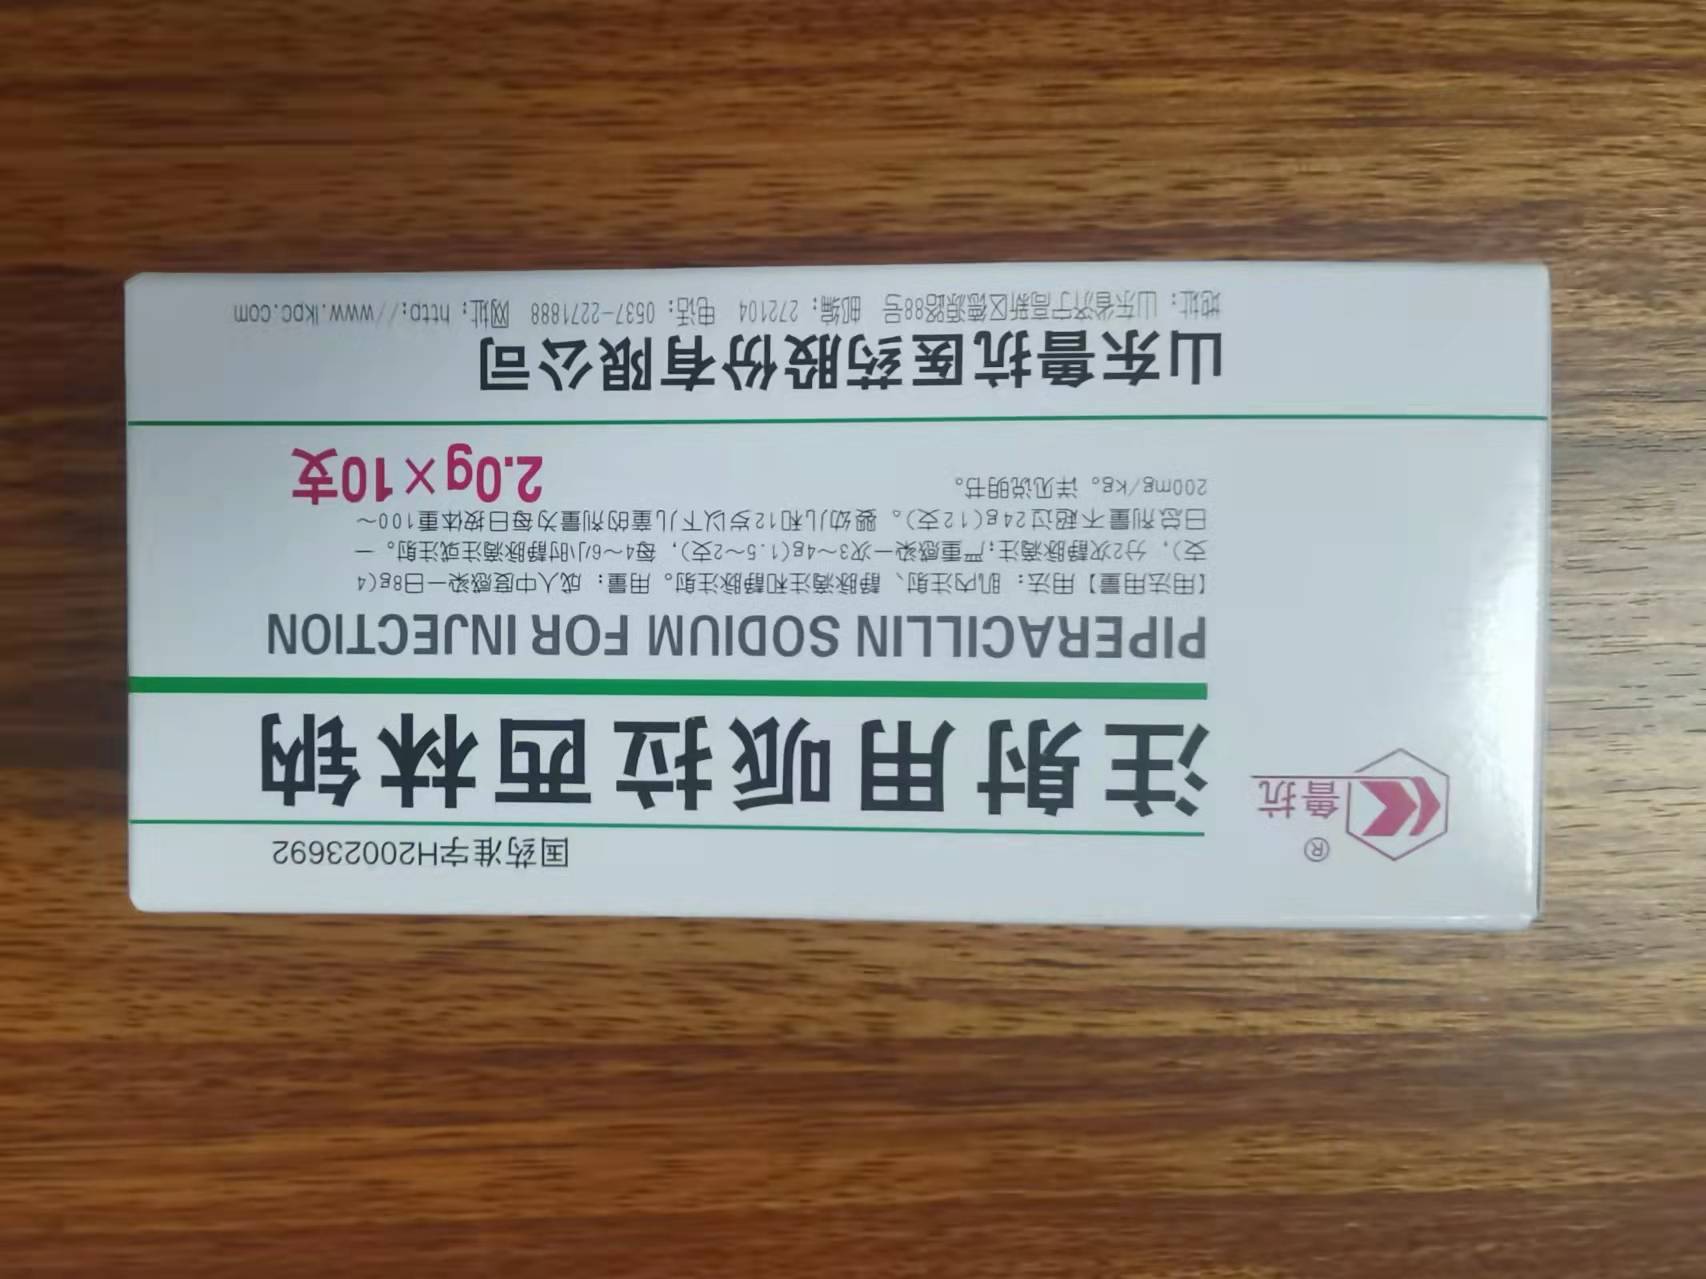 国药准字H20023692
®
鲁抗
注射用哌拉西林钠
PIPERACILLIN SODIUM FOR INJECTION
【用法用量】用法：肌内注射、静脉滴注和静脉注射。用量：成人中度感染一日8g(4
支)，分2次静脉滴注；严重感染一次3~4g(1.5~2支)，每4~6小时静脉滴注或注射。一
日总剂量不超过24g(12支)。婴幼儿和12岁以下儿童的剂量为每日按体重100~
200mg/kg。详见说明书。
2.0g×10支
山东鲁抗医药股份有限公司
地址：山东省济宁高新区德源路88号 邮编：272104 电话：0537-2271888 网址：http://www.lkpc.com